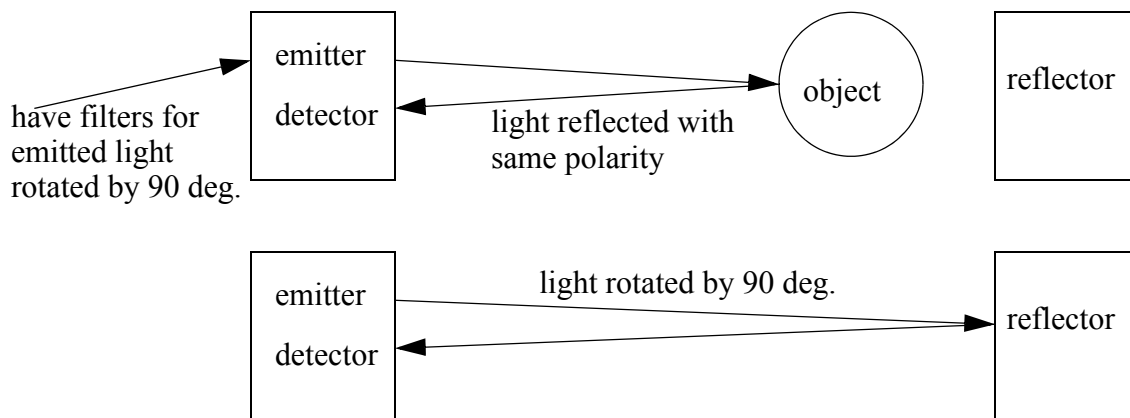 emitter
detector
have filters for
emitted light
rotated by 90 deg.
light reflected with
same polarity
object
reflector
emitter
detector
light rotated by 90 deg.
reflector